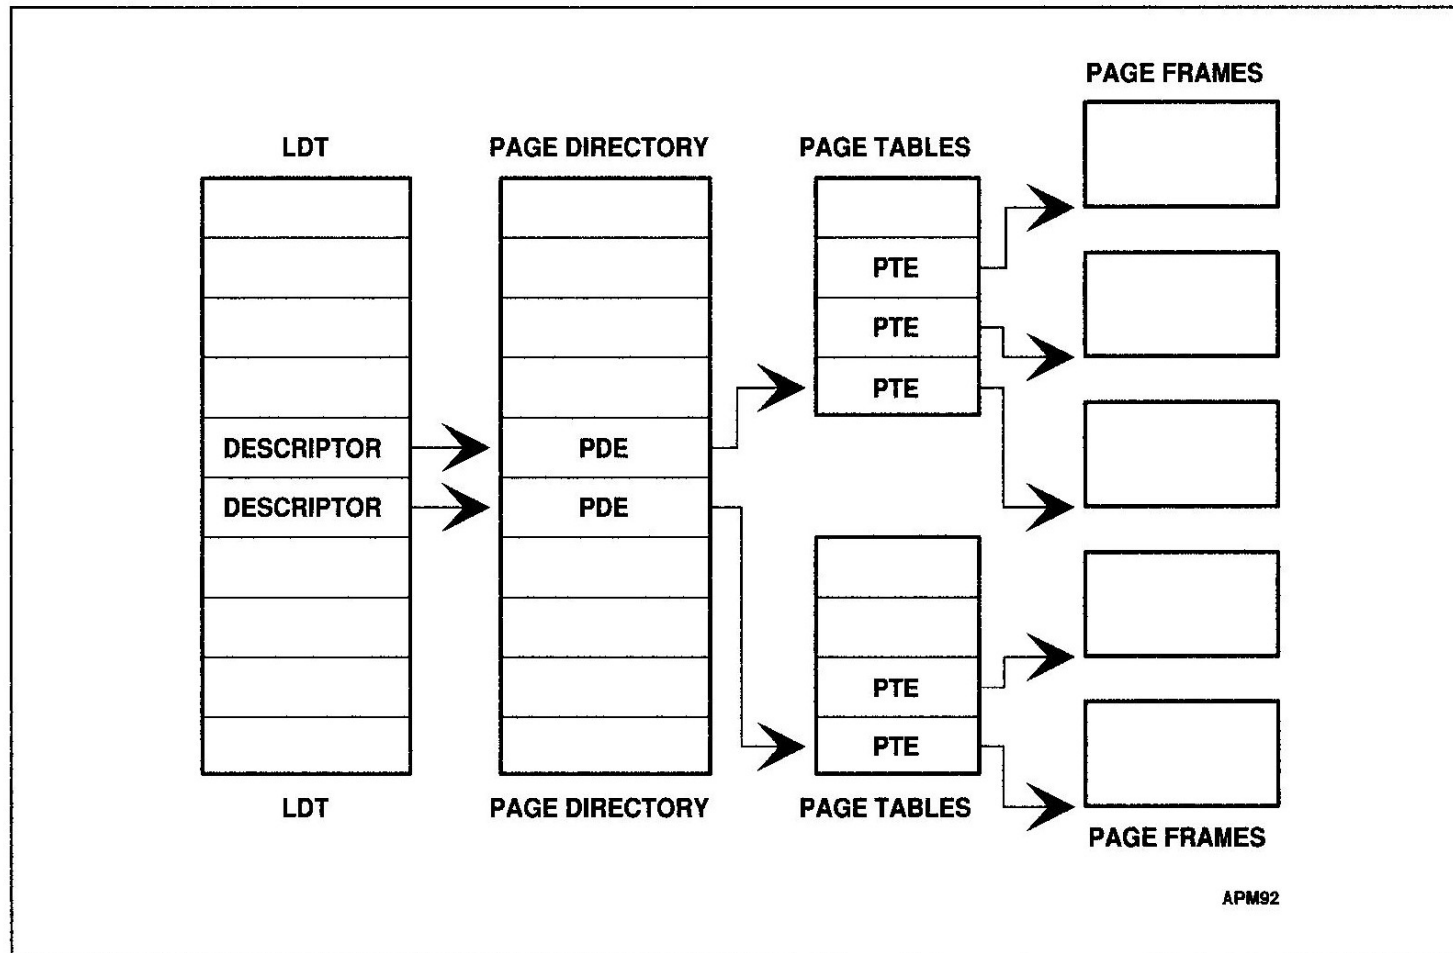 PAGE FRAMES
LDT
PAGE DIRECTORY
PAGE TABLES
PTE
PTE
PTE
DESCRIPTOR
PDE
DESCRIPTOR
PDE
PTE
PTE
LDT
PAGE DIRECTORY
PAGE TABLES
PAGE FRAMES
APM92